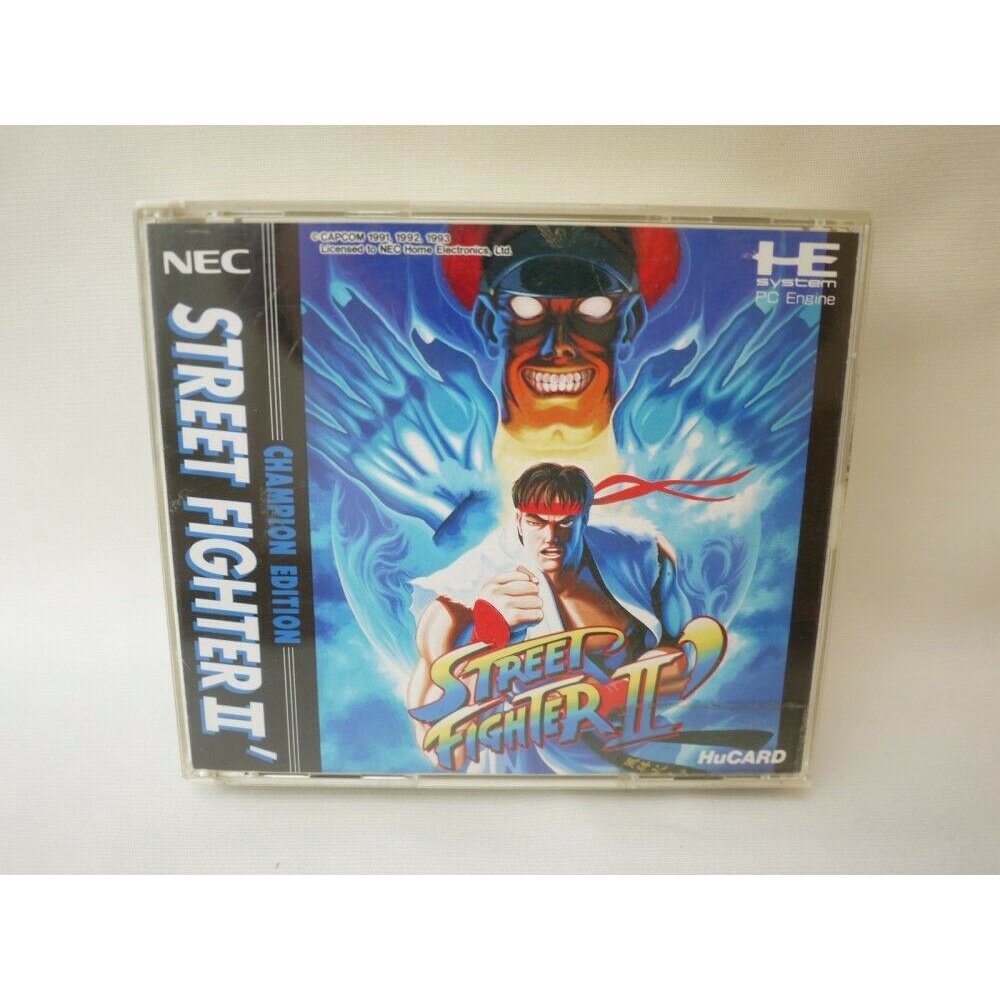 NEC
STREET FIGHTER II'
CHAMPION EDITION
© CAPCOM 1991, 1992, 1993
Licensed to NEC Home Electronics, Ltd.
HE
system
PC Engine
STREET
FIGHTER II'
HuCARD